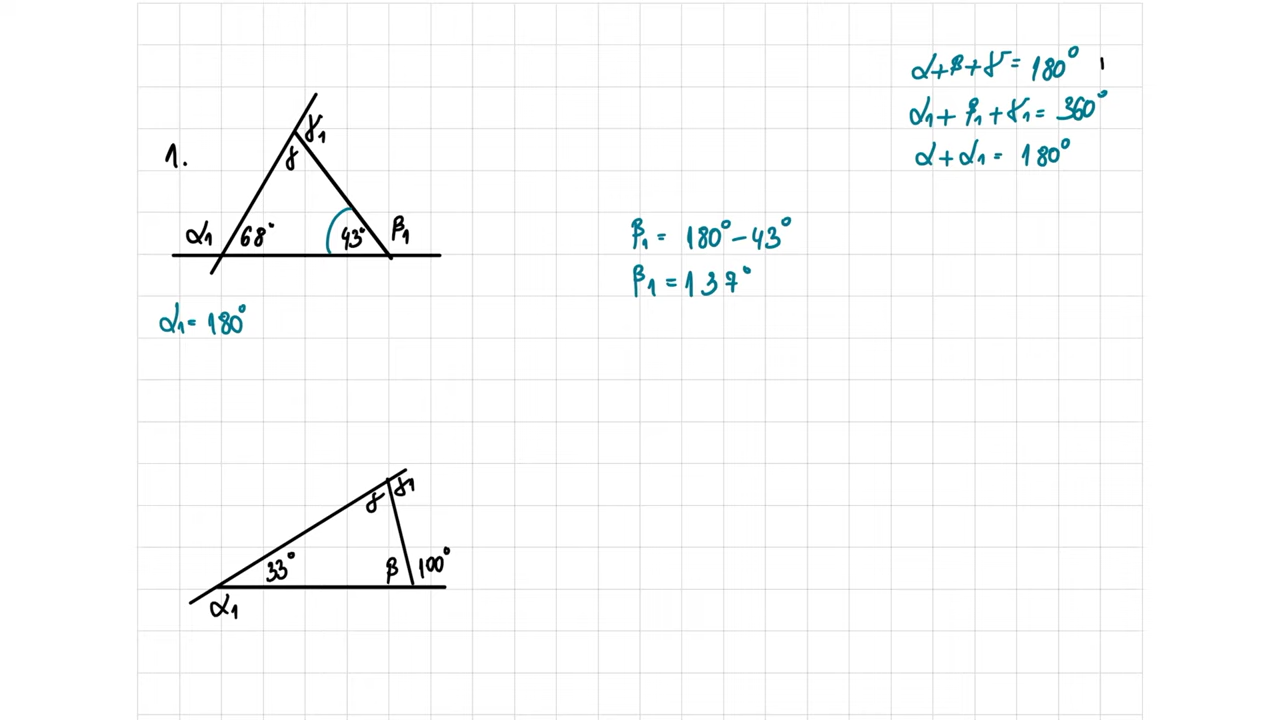 α+β+γ=180°
α1+β1+γ1=360°
α+α1=180°
1.
γ1
γ
α1 68° 43° β1
β1=180°-43°
β1=137°
α1=180°
γ γ1
33° β 100°
α1